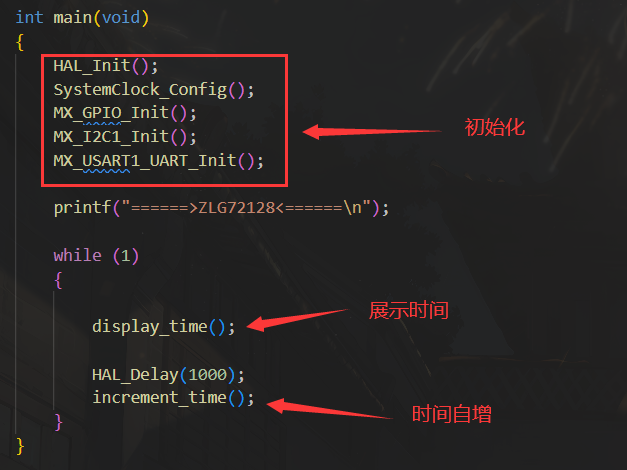 int main(void)
{
HAL_Init();
SystemClock_Config();
MX_GPIO_Init();
MX_I2C1_Init();
初始化
MX_USART1_UART_Init();
printf("======>ZLG72128<======\n");
while (1)
{
展示时间
display_time();
HAL_Delay(1000);
increment_time();
时间自增
}
}